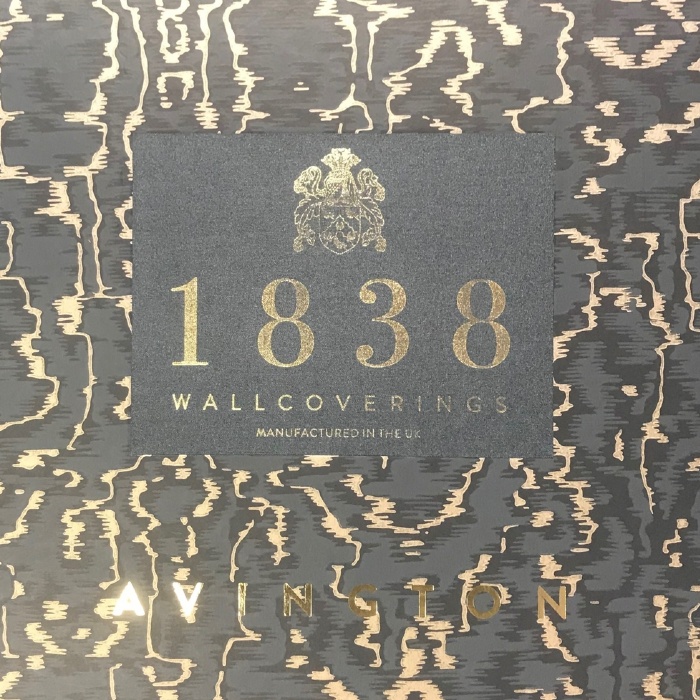 1838
WALLCOVERINGS
MANUFACTURED IN THE UK
AVINGTON